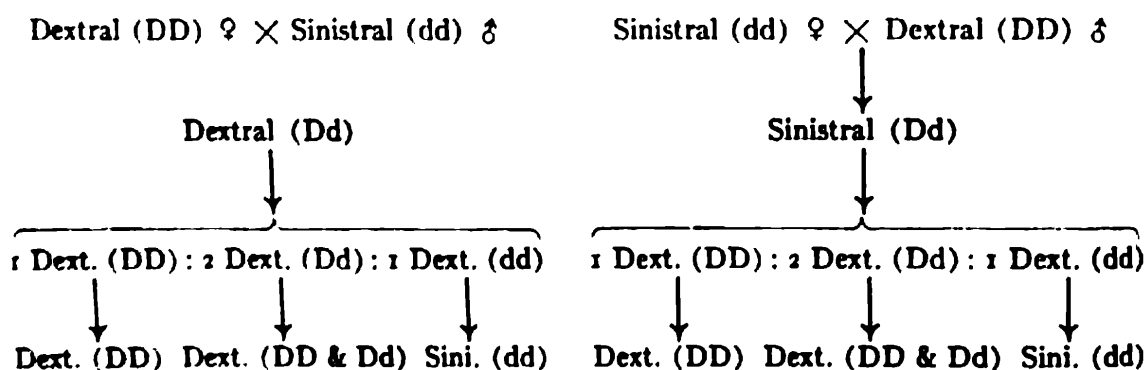 Dextral (DD) ♀ × Sinistral (dd) ♂
Dextral (Dd)
1 Dext. (DD) : 2 Dext. (Dd) : 1 Dext. (dd)
Dext. (DD) Dext. (DD & Dd) Sini. (dd)
Sinistral (dd) ♀ × Dextral (DD) ♂
Sinistral (Dd)
1 Dext. (DD) : 2 Dext. (Dd) : 1 Dext. (dd)
Dext. (DD) Dext. (DD & Dd) Sini. (dd)